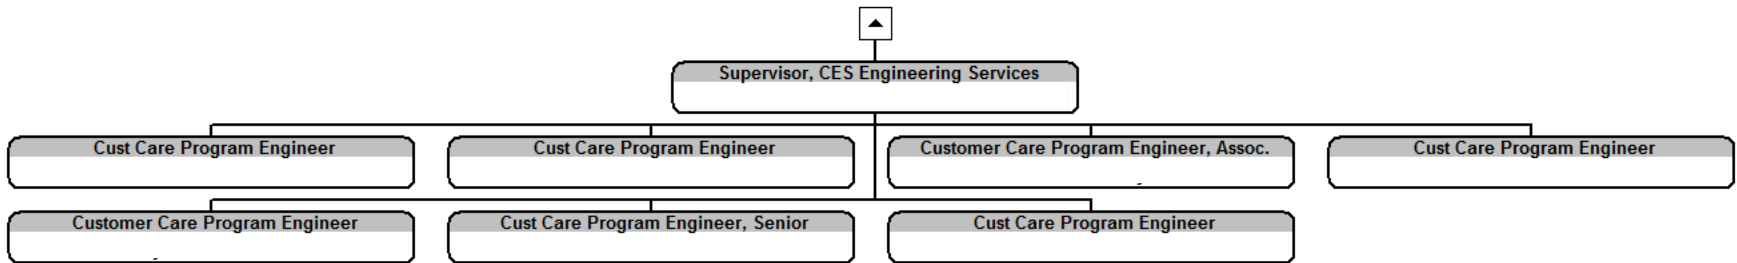 Supervisor, CES Engineering Services
Cust Care Program Engineer
Cust Care Program Engineer
Customer Care Program Engineer, Assoc.
Cust Care Program Engineer
Customer Care Program Engineer
Cust Care Program Engineer, Senior
Cust Care Program Engineer